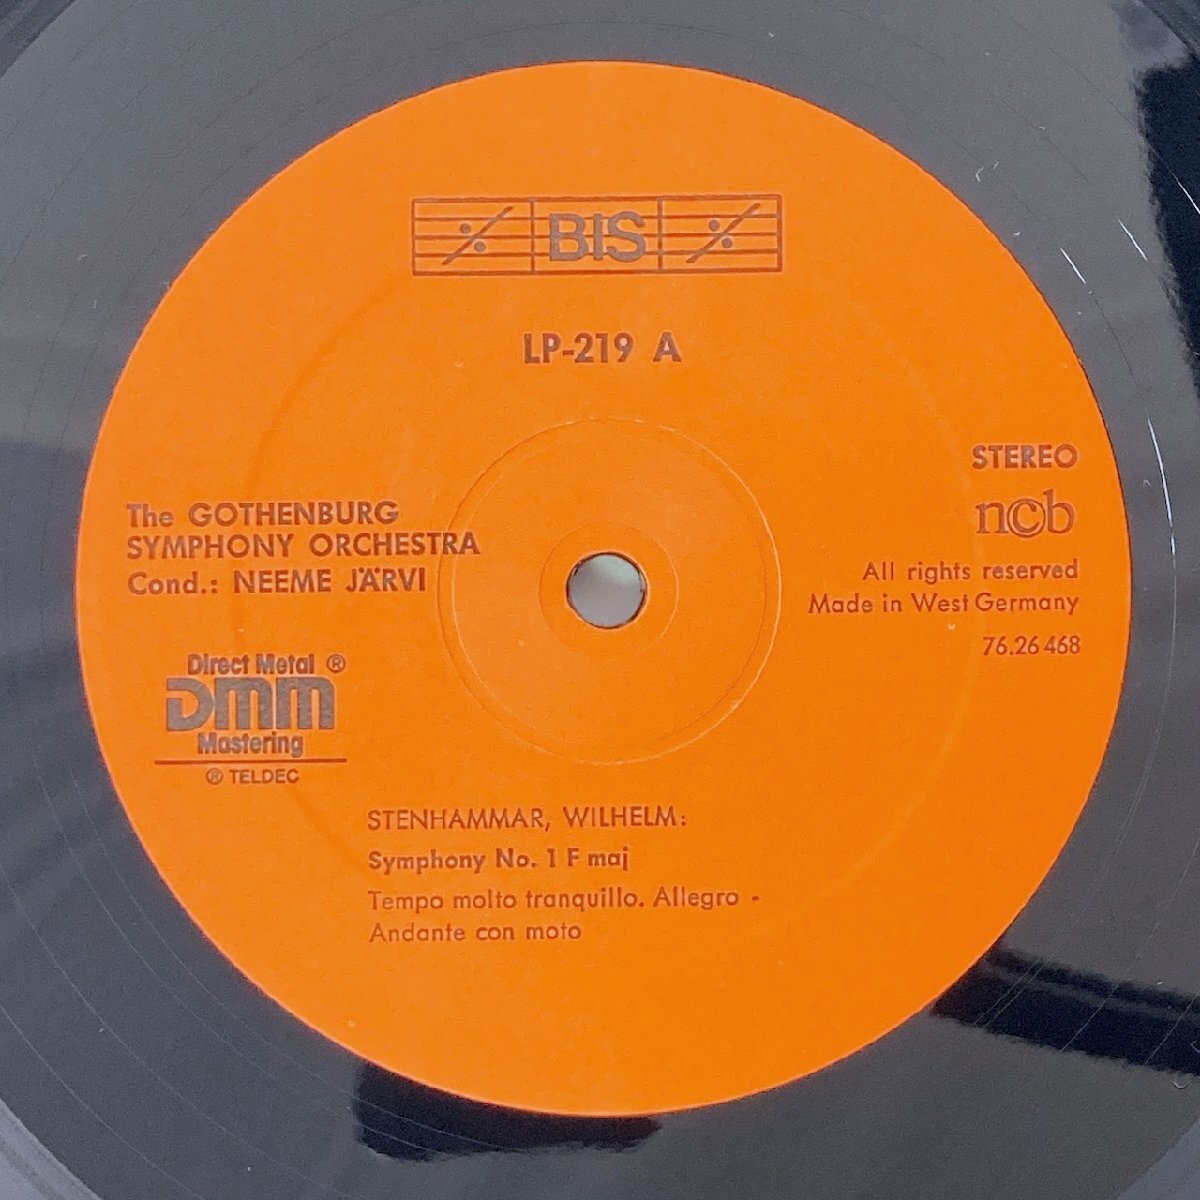 BIS
LP-219 A
STEREO
n©b
All rights reserved
Made in West Germany
76.26 468
The GOTHENBURG
SYMPHONY ORCHESTRA
Cond.: NEEME JÄRVI
Direct Metal ®
DMM
Mastering
® TELDEC
STENHAMMAR, WILHELM:
Symphony No. 1 F maj
Tempo molto tranquillo. Allegro -
Andante con moto